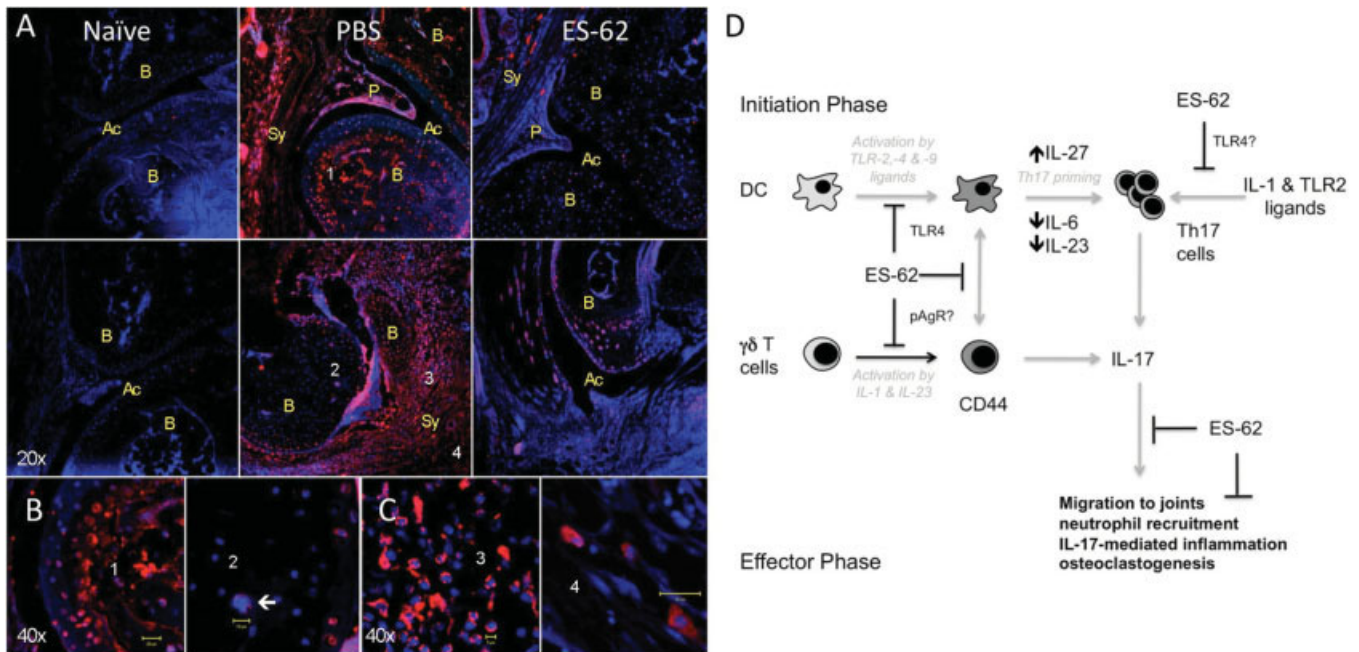 A
Naïve
PBS
ES-62
B
B
Sy
B
P
P
Ac
Ac
Sy
Ac
B
1
B
B
B
B
B
2
3
Ac
Ac
B
B
Sy
20x
4
B
C
1
2
3
4
40x
40x
D
Initiation Phase
ES-62
Activation by
TLR-2,-4 & -9
ligands
IL-27
Th17 priming
TLR4?
DC
IL-1 & TLR2
ligands
IL-6
IL-23
Th17
cells
TLR4
ES-62
pAgR?
γδ T
cells
IL-17
Activation by
IL-1 & IL-23
CD44
ES-62
Migration to joints
neutrophil recruitment
IL-17-mediated inflammation
osteoclastogenesis
Effector Phase